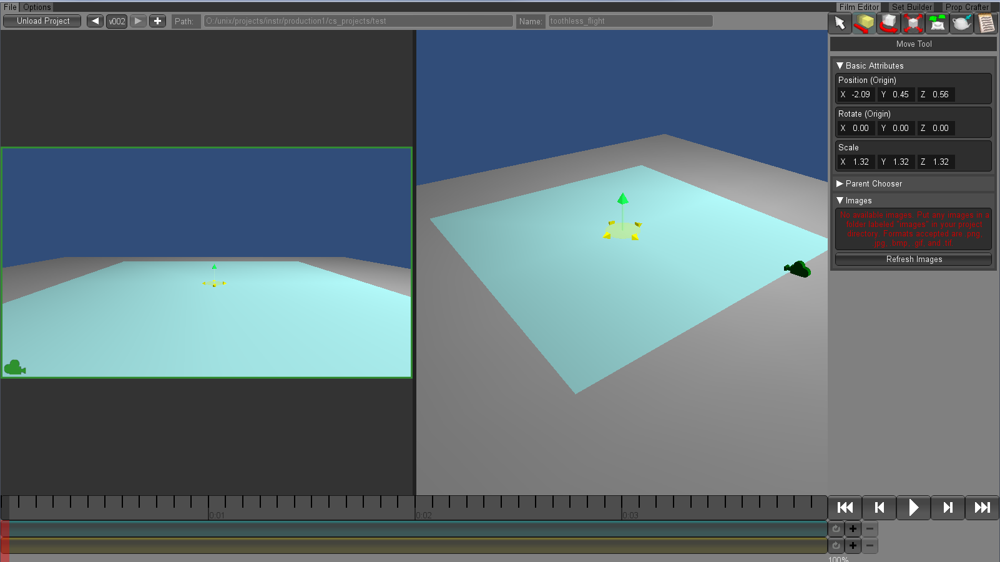 File Options
Film Editor Set Builder Prop Crafter
Unload Project v002 Path: O:/unix/projects/instr/production1/cs_projects/test Name: toothless_flight
Move Tool
Basic Attributes
Position (Origin)
X -2.09 Y 0.45 Z 0.56
Rotate (Origin)
X 0.00 Y 0.00 Z 0.00
Scale
X 1.32 Y 1.32 Z 1.32
Parent Chooser
Images
No available images. Put any images in a
folder labeled "images" in your project
directory. Formats accepted are .png,
.jpg, .bmp, .gif, and .tif
Refresh Images
0:01 0:02 0:03
100%